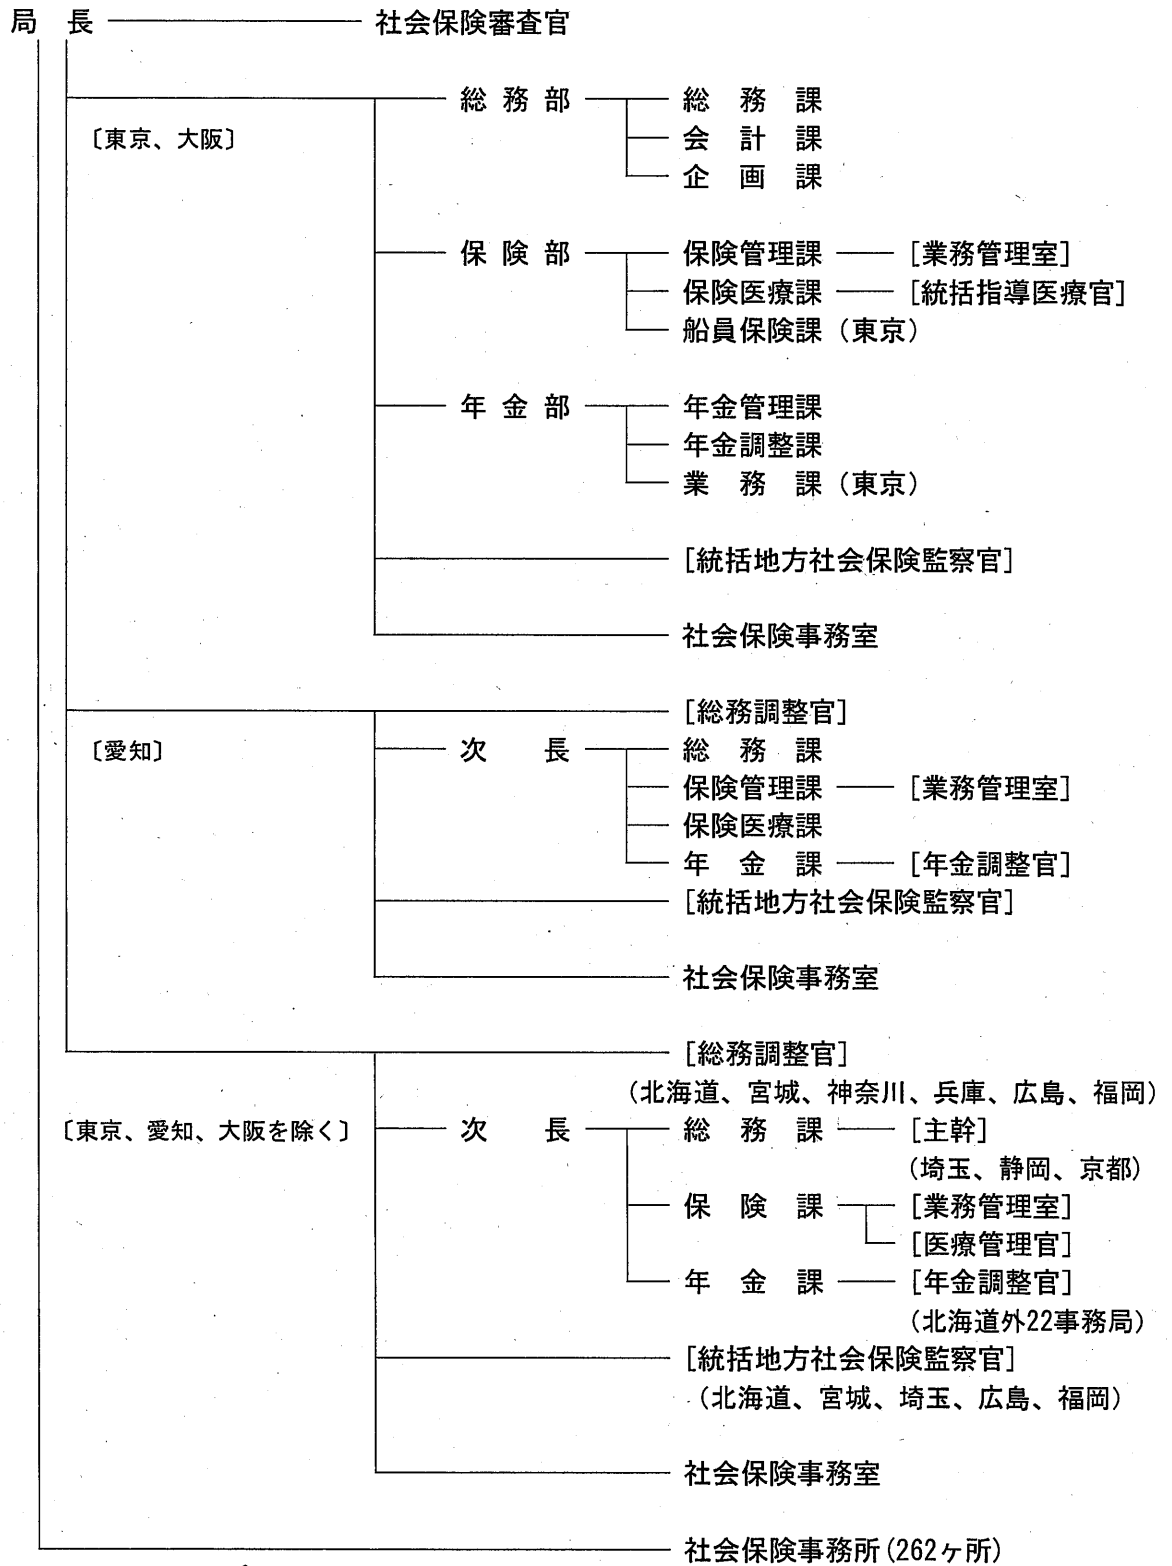 局長 社会保険審査官
総務部 総務課
〔東京、大阪〕 会計課
企画課
保険部 保険管理課 [業務管理室]
保険医療課 [統括指導医療官]
船員保険課（東京）
年金部 年金管理課
年金調整課
業務課（東京）
[統括地方社会保険監察官]
社会保険事務室
[総務調整官]
〔愛知〕 次長 総務課
保険管理課 [業務管理室]
保険医療課
年金課 [年金調整官]
[統括地方社会保険監察官]
社会保険事務室
[総務調整官]
(北海道、宮城、神奈川、兵庫、広島、福岡)
〔東京、愛知、大阪を除く〕 次長 総務課 [主幹]
(埼玉、静岡、京都)
保険課 [業務管理室]
[医療管理官]
年金課 [年金調整官]
(北海道外22事務局)
[統括地方社会保険監察官]
(北海道、宮城、埼玉、広島、福岡)
社会保険事務室
社会保険事務所(262ヶ所)